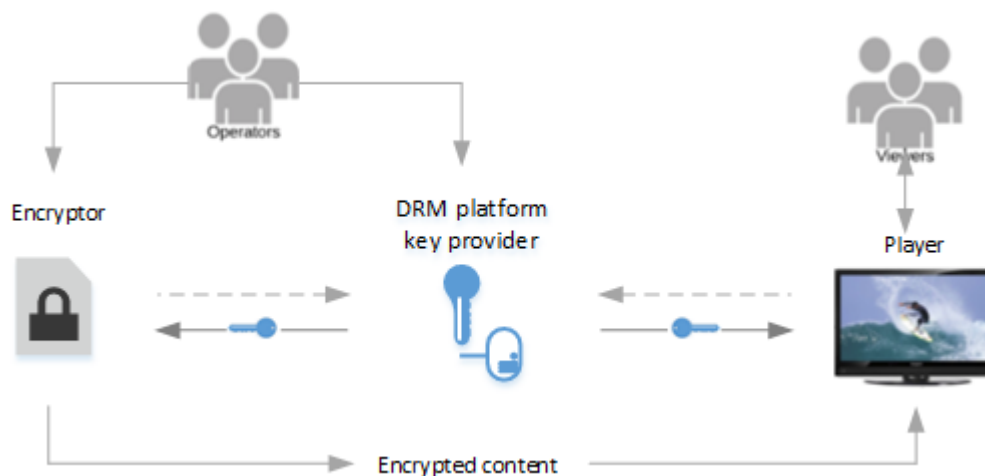 Operators
Viewers
Encryptor
DRM platform
key provider
Player
Encrypted content